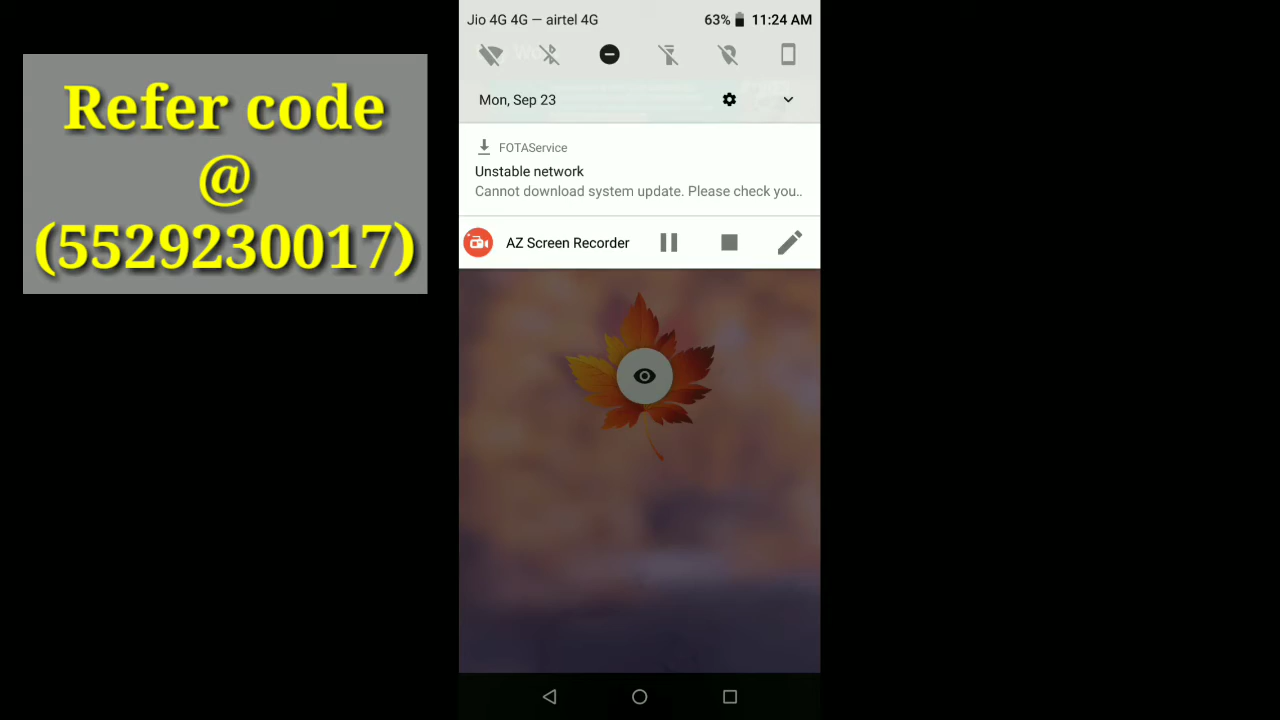 Refer code
@
(5529230017)
Jio 4G 4G — airtel 4G
63% 11:24 AM
Mon, Sep 23
FOTAService
Unstable network
Cannot download system update. Please check you..
AZ Screen Recorder